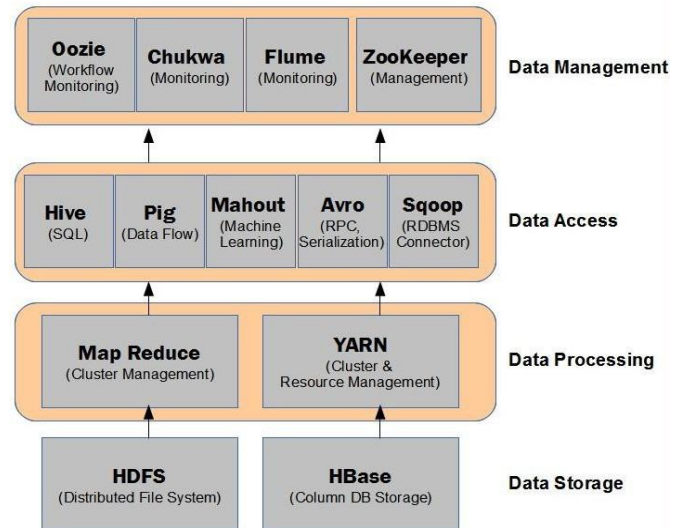 Oozie
(Workflow
Monitoring)
Chukwa
(Monitoring)
Flume
(Monitoring)
ZooKeeper
(Management)
Data Management
Hive
(SQL)
Pig
(Data Flow)
Mahout
(Machine
Learning)
Avro
(RPC,
Serialization)
Sqoop
(RDBMS
Connector)
Data Access
Map Reduce
(Cluster Management)
YARN
(Cluster &
Resource Management)
Data Processing
HDFS
(Distributed File System)
HBase
(Column DB Storage)
Data Storage